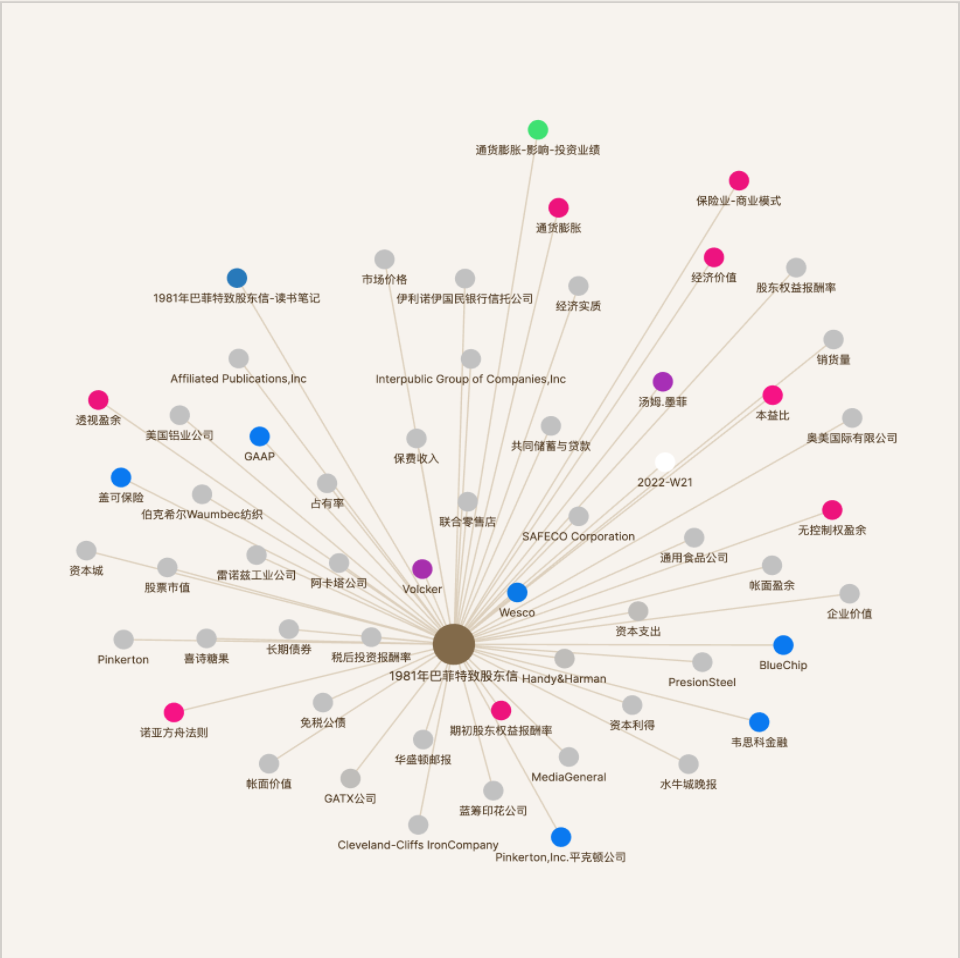 通货膨胀-影响-投资业绩
保险业-商业模式
通货膨胀
市场价格
经济价值
股东权益报酬率
1981年巴菲特致股东信-读书笔记
伊利诺伊国民银行信托公司
经济实质
销货量
Affiliated Publications,Inc
Interpublic Group of Companies,Inc
汤姆.墨菲
本益比
透视盈余
美国铝业公司
奥美国际有限公司
GAAP
保费收入
共同储蓄与贷款
2022-W21
盖可保险
伯克希尔Waumbec纺织
占有率
联合零售店
SAFECO Corporation
无控制权盈余
通用食品公司
资本城
股票市值
雷诺兹工业公司
阿卡塔公司
Volcker
帐面盈余
Wesco
企业价值
资本支出
Pinkerton
喜诗糖果
长期债券
税后投资报酬率
1981年巴菲特致股东信
Handy&Harman
PresionSteel
BlueChip
诺亚方舟法则
免税公债
期初股东权益报酬率
资本利得
韦思科金融
华盛顿邮报
帐面价值
GATX公司
MediaGeneral
水牛城晚报
蓝筹印花公司
Cleveland-Cliffs IronCompany
Pinkerton,Inc.平克顿公司